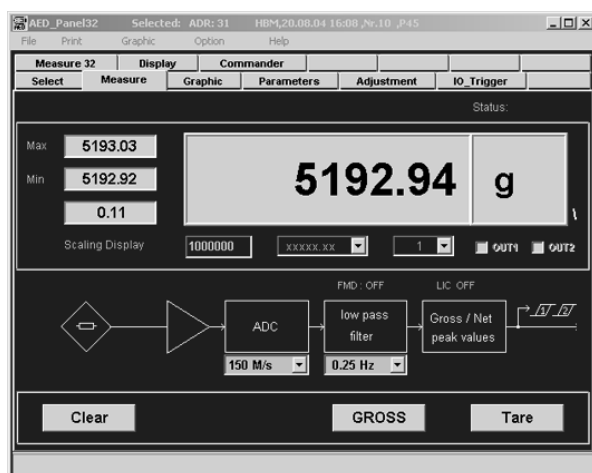 AED_Panel32 Selected: ADR: 31 HBM,20.08.04 16:08 ,Nr.10 ,P45
File Print Graphic Option Help
Measure 32 Display Commander
Select Measure Graphic Parameters Adjustment IO_Trigger
Status:
Max 5193.03
5192.94 g
Min 5192.92
0.11
\
Scaling Display 1000000 xxxxx.xx 1 OUT1 OUT2
FMD : OFF LIC OFF
ADC
low pass
filter
Gross / Net
peak values
1 2
150 M/s 0.25 Hz
Clear GROSS Tare